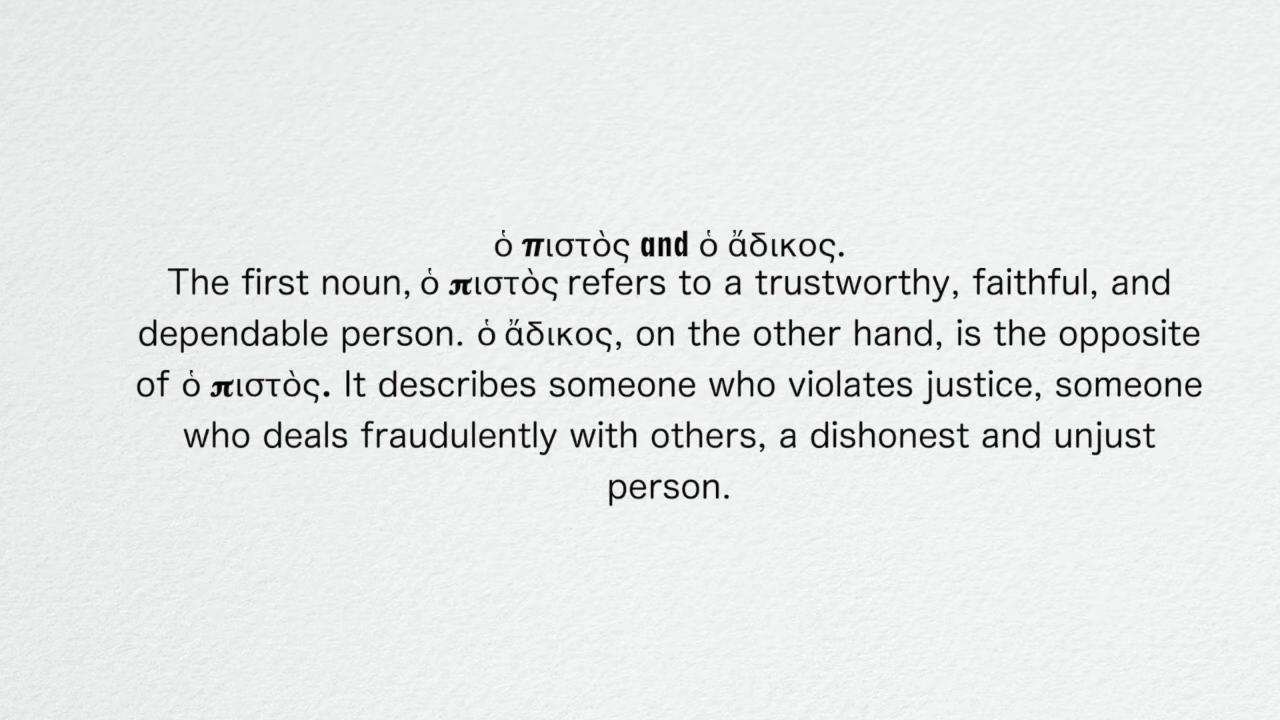 ὁ πιστὸς and ὁ ἄδικος.
The first noun, ὁ πιστὸς refers to a trustworthy, faithful, and
dependable person. ὁ ἄδικος, on the other hand, is the opposite
of ὁ πιστὸς. It describes someone who violates justice, someone
who deals fraudulently with others, a dishonest and unjust
person.